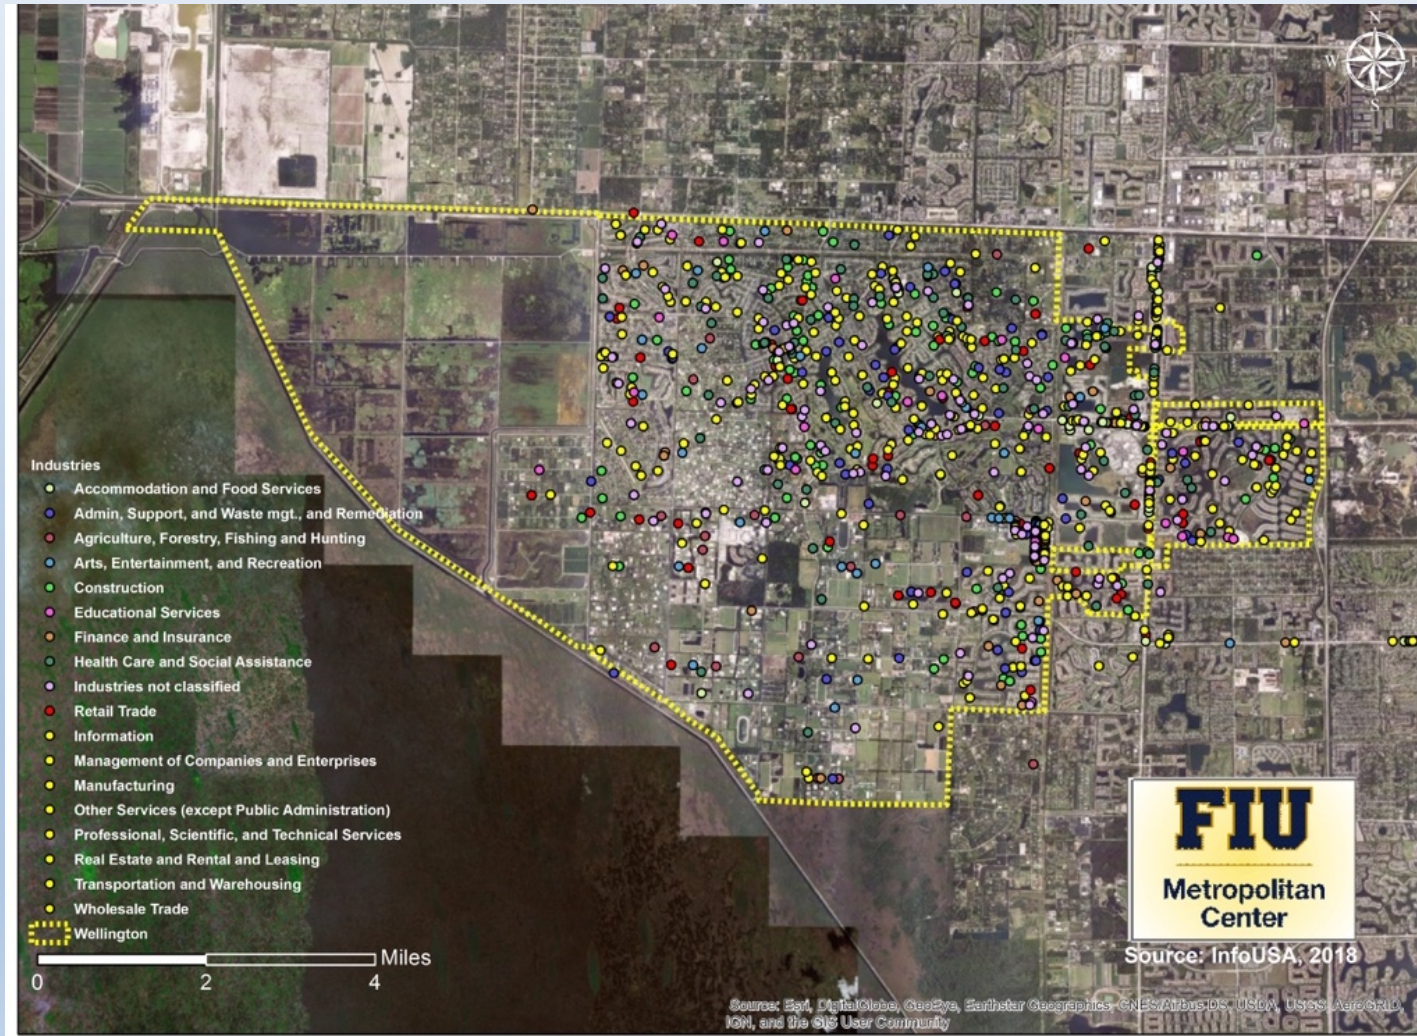 N
W
E
S
Industries
Accommodation and Food Services
Admin, Support, and Waste mgt., and Remediation
Agriculture, Forestry, Fishing and Hunting
Arts, Entertainment, and Recreation
Construction
Educational Services
Finance and Insurance
Health Care and Social Assistance
Industries not classified
Retail Trade
Information
Management of Companies and Enterprises
Manufacturing
Other Services (except Public Administration)
Professional, Scientific, and Technical Services
Real Estate and Rental and Leasing
Transportation and Warehousing
Wholesale Trade
Wellington
Miles
0 2 4
FIU
Metropolitan
Center
Source: InfoUSA, 2018
Source: Esri, DigitalGlobe, GeoEye, Earthstar Geographics, CNES/Airbus DS, USDA, USGS, AeroGRID,
IGN, and the GIS User Community